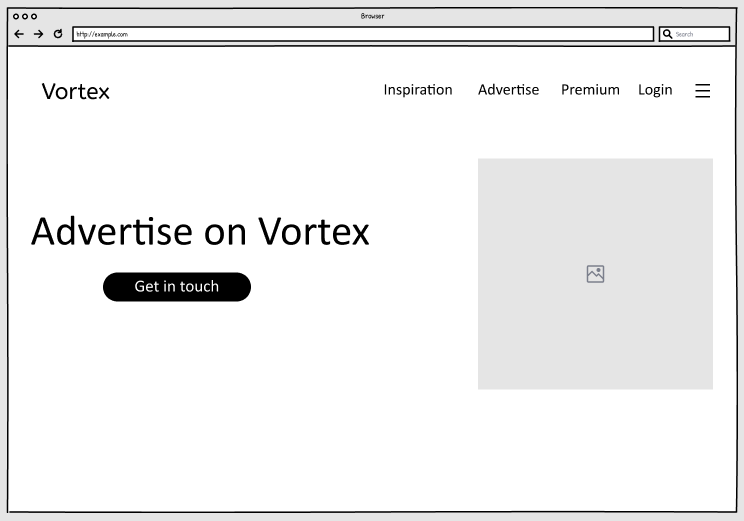 Browser
http://example.com
Search
Vortex
Inspiration Advertise Premium Login
Advertise on Vortex
Get in touch